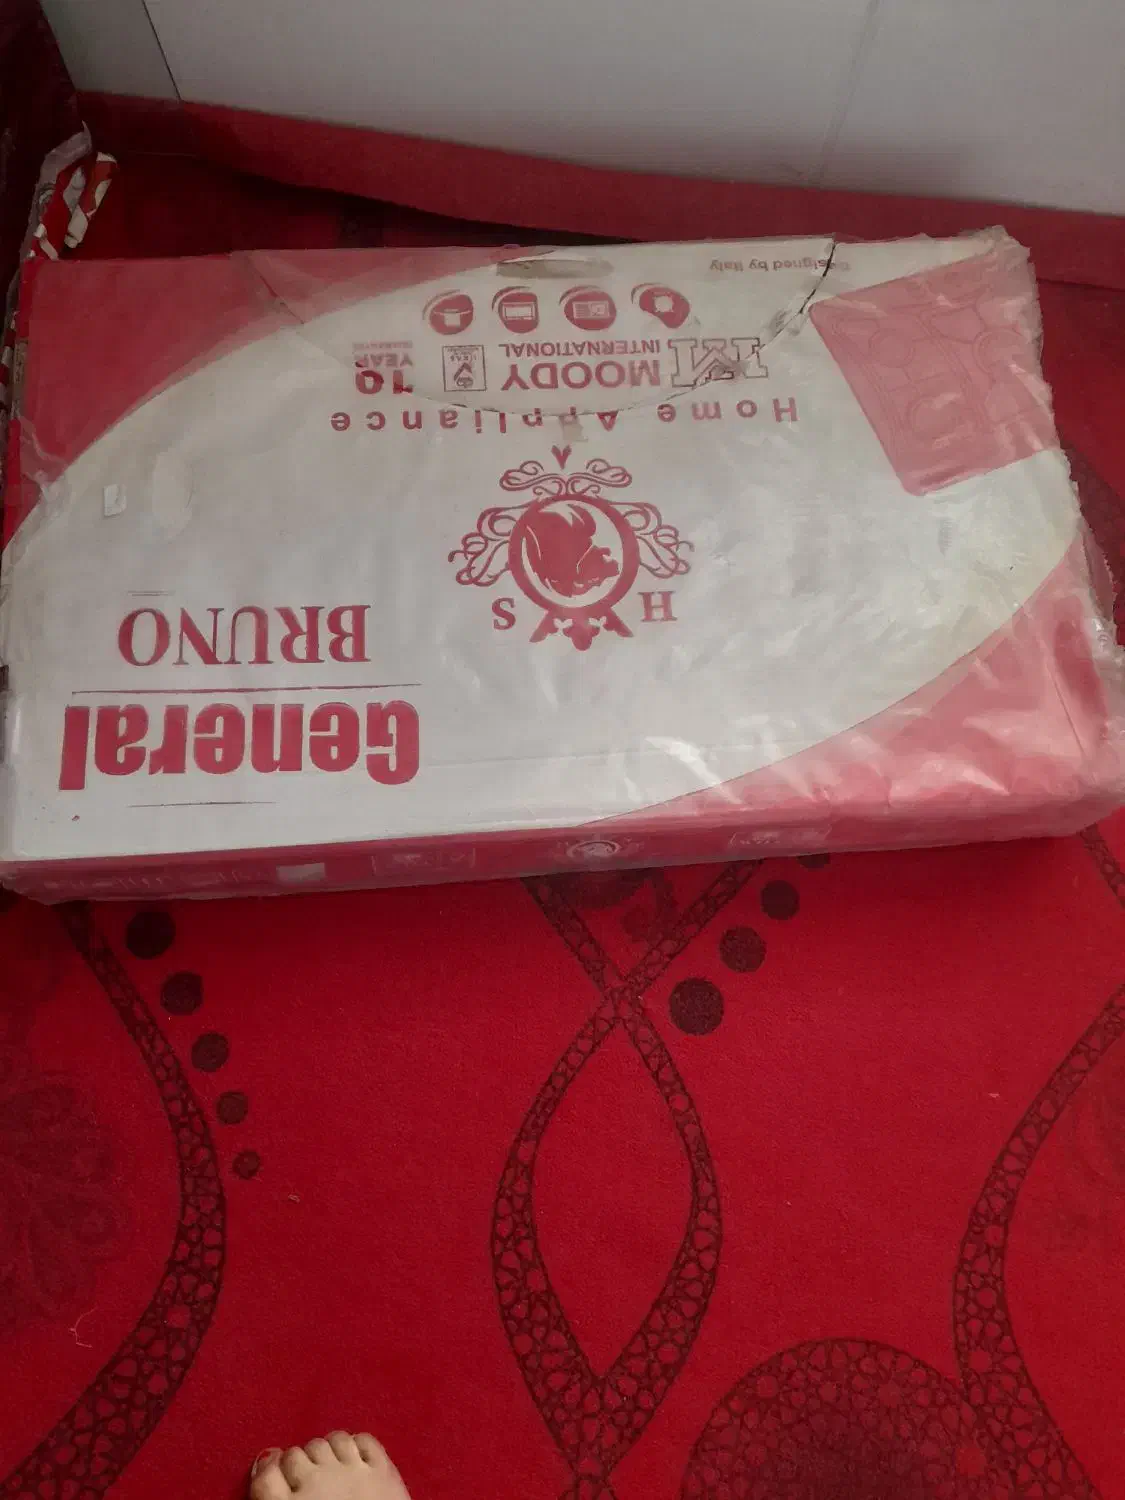 General
BRUNO
H S
Home Appliance
MOODY
INTERNATIONAL
10
YEAR
Designed by Italy